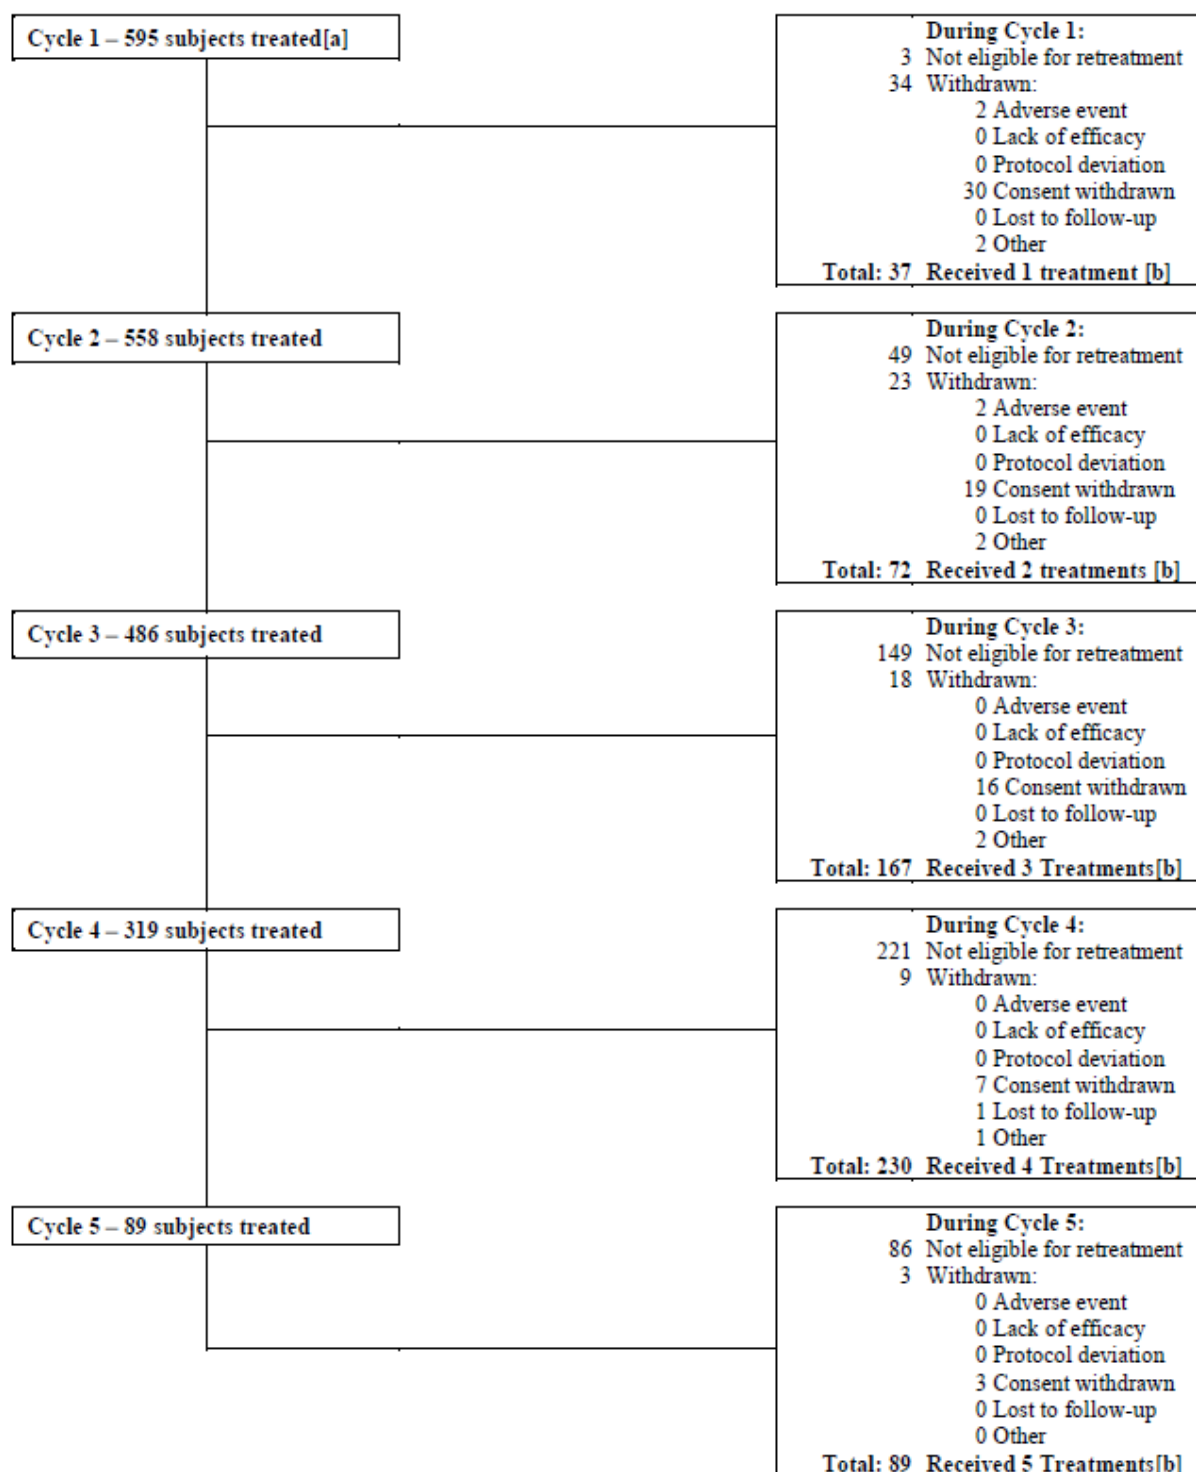 Cycle 1 – 595 subjects treated[a]
During Cycle 1:
3 Not eligible for retreatment
34 Withdrawn:
2 Adverse event
0 Lack of efficacy
0 Protocol deviation
30 Consent withdrawn
0 Lost to follow-up
2 Other
Total: 37 Received 1 treatment [b]
Cycle 2 – 558 subjects treated
During Cycle 2:
49 Not eligible for retreatment
23 Withdrawn:
2 Adverse event
0 Lack of efficacy
0 Protocol deviation
19 Consent withdrawn
0 Lost to follow-up
2 Other
Total: 72 Received 2 treatments [b]
Cycle 3 – 486 subjects treated
During Cycle 3:
149 Not eligible for retreatment
18 Withdrawn:
0 Adverse event
0 Lack of efficacy
0 Protocol deviation
16 Consent withdrawn
0 Lost to follow-up
2 Other
Total: 167 Received 3 Treatments[b]
Cycle 4 – 319 subjects treated
During Cycle 4:
221 Not eligible for retreatment
9 Withdrawn:
0 Adverse event
0 Lack of efficacy
0 Protocol deviation
7 Consent withdrawn
1 Lost to follow-up
1 Other
Total: 230 Received 4 Treatments[b]
Cycle 5 – 89 subjects treated
During Cycle 5:
86 Not eligible for retreatment
3 Withdrawn:
0 Adverse event
0 Lack of efficacy
0 Protocol deviation
3 Consent withdrawn
0 Lost to follow-up
0 Other
Total: 89 Received 5 Treatments[b]